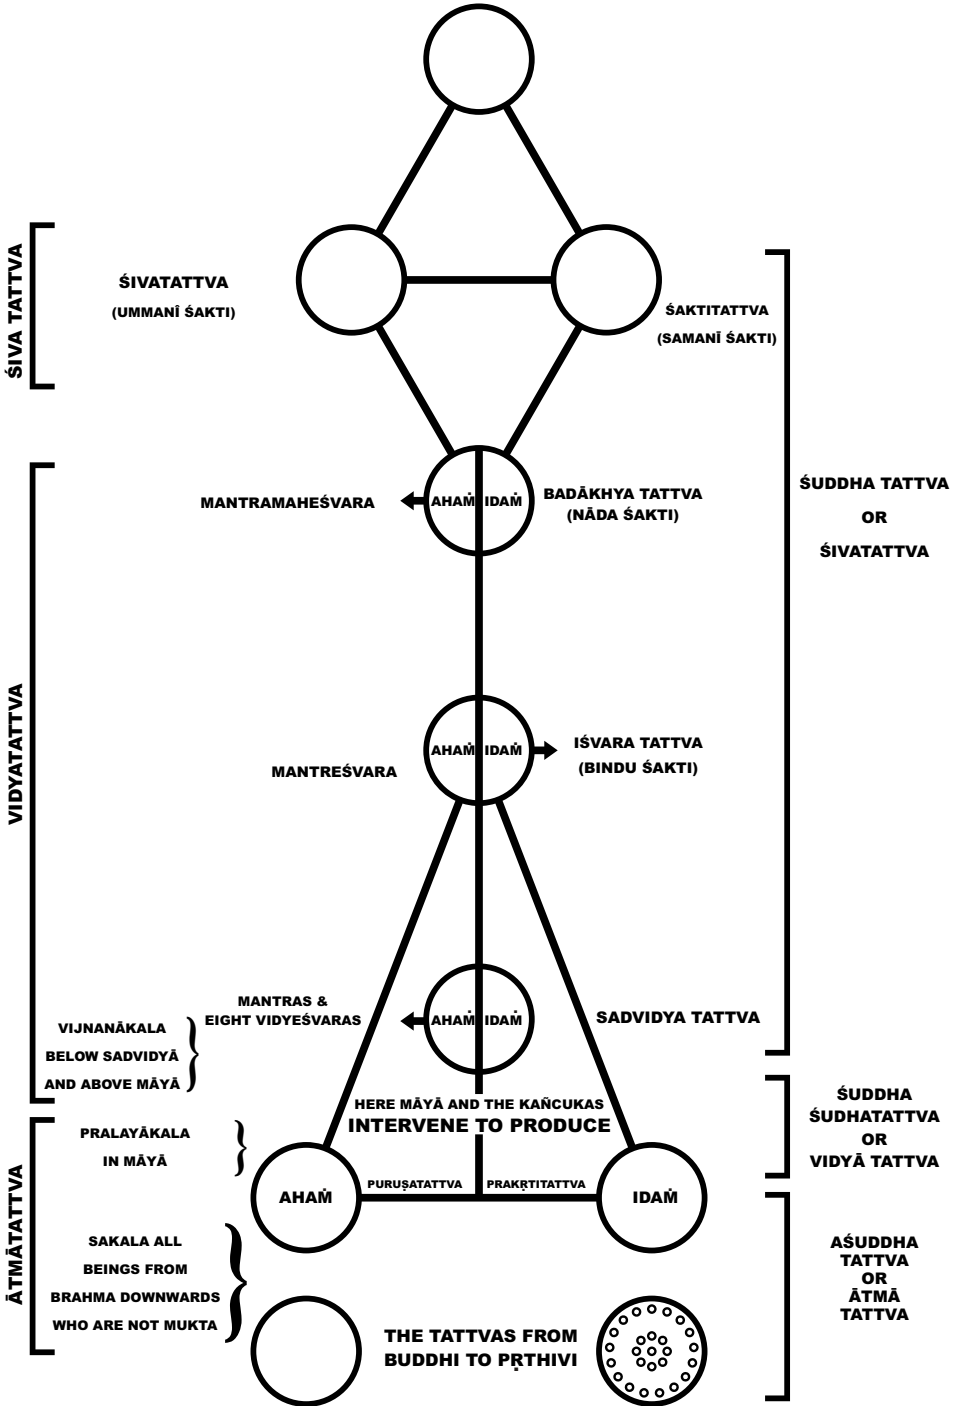 ŚIVA TATTVA
ŚIVATATTVA
(UMMANÎ ŚAKTI)
ŚAKTITATTVA
(SAMANĪ ŚAKTI)
MANTRAMAHEŚVARA
AHAṀ IDAṀ
BADĀKHYA TATTVA
(NĀDA ŚAKTI)
ŚUDDHA TATTVA
OR
ŚIVATATTVA
VIDYATATTVA
MANTREŚVARA
AHAṀ IDAṀ
IŚVARA TATTVA
(BINDU ŚAKTI)
MANTRAS &
EIGHT VIDYEŚVARAS
AHAṀ IDAṀ
SADVIDYA TATTVA
VIJNANĀKALA
BELOW SADVIDYĀ
AND ABOVE MĀYĀ
HERE MĀYĀ AND THE KAÑCUKAS
INTERVENE TO PRODUCE
ŚUDDHA
ŚUDHATATTVA
OR
VIDYĀ TATTVA
ĀTMĀTATTVA
PRALAYĀKALA
IN MĀYĀ
AHAṀ
PURUṢATATTVA
PRAKṚTITATTVA
IDAṀ
SAKALA ALL
BEINGS FROM
BRAHMA DOWNWARDS
WHO ARE NOT MUKTA
AŚUDDHA
TATTVA
OR
ĀTMĀ
TATTVA
THE TATTVAS FROM
BUDDHI TO PṚTHIVI